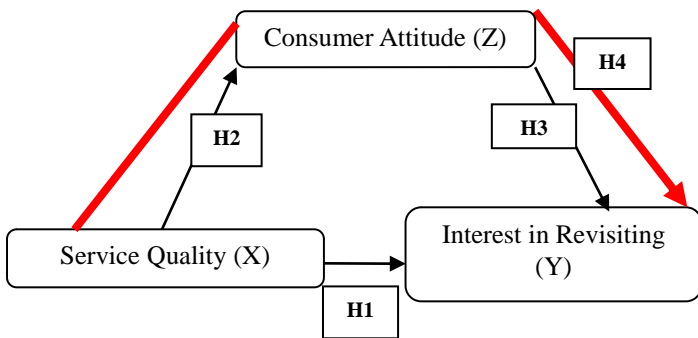 Consumer Attitude (Z)
H4
H2
H3
Service Quality (X)
Interest in Revisiting
(Y)
H1